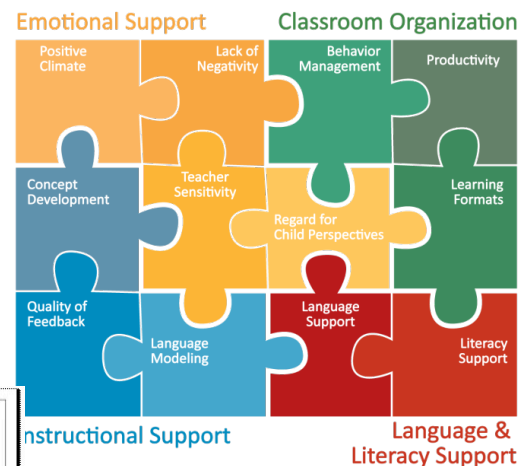 Emotional Support
Classroom Organization
Positive
Climate
Lack of
Negativity
Behavior
Management
Productivity
Concept
Development
Teacher
Sensitivity
Regard for
Child Perspectives
Learning
Formats
Quality of
Feedback
Language
Modeling
Language
Support
Literacy
Support
nstructional Support
Language &
Literacy Support